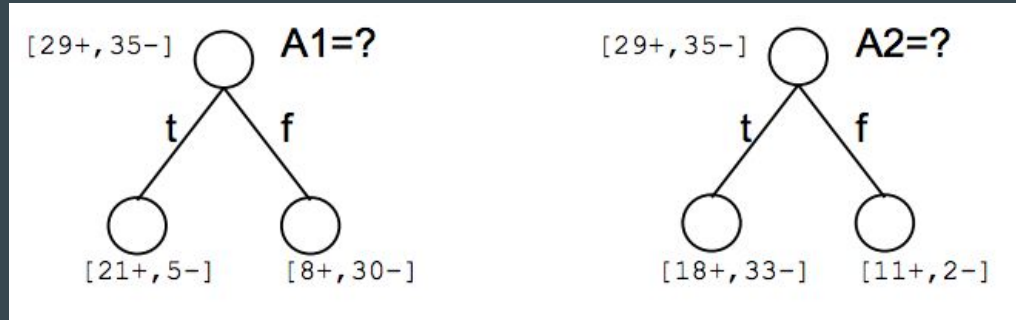 [29+,35-] A1=?
t f
[21+,5-] [8+,30-]
[29+,35-] A2=?
t f
[18+,33-] [11+,2-]